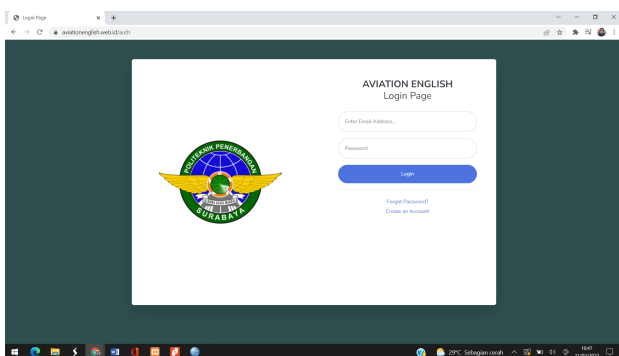 Login Page
aviationenglish.web.id/auth
AVIATION ENGLISH
Login Page
Enter Email Address...
Password
Login
Forgot Password?
Create an Account!
POLITEKNIK PENERBANGAN
SURABAYA
29°C Sebagian cerah
10:47